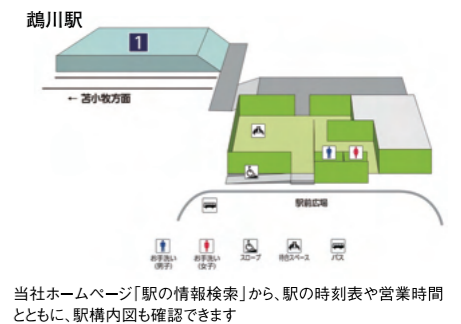 鵡川駅
1
← 苫小牧方面
駅前広場
お手洗い
(男子)
お手洗い
(女子)
スロープ
待合スペース
バス
当社ホームページ「駅の情報検索」から、駅の時刻表や営業時間
とともに、駅構内図も確認できます